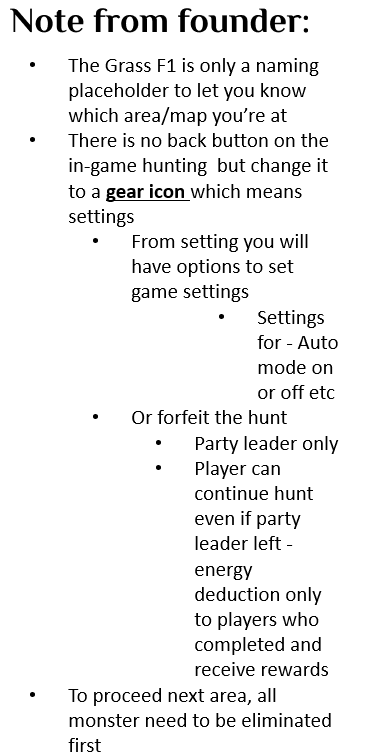 Note from founder:
• The Grass F1 is only a naming
placeholder to let you know
which area/map you're at
• There is no back button on the
in-game hunting  but change it
to a gear icon which means
settings
• From setting you will
have options to set
game settings
• Settings
for - Auto
mode on
or off etc
• Or forfeit the hunt
• Party leader only
• Player can
continue hunt
even if party
leader left -
energy
deduction only
to players who
completed and
receive rewards
• To proceed next area, all
monster need to be eliminated
first